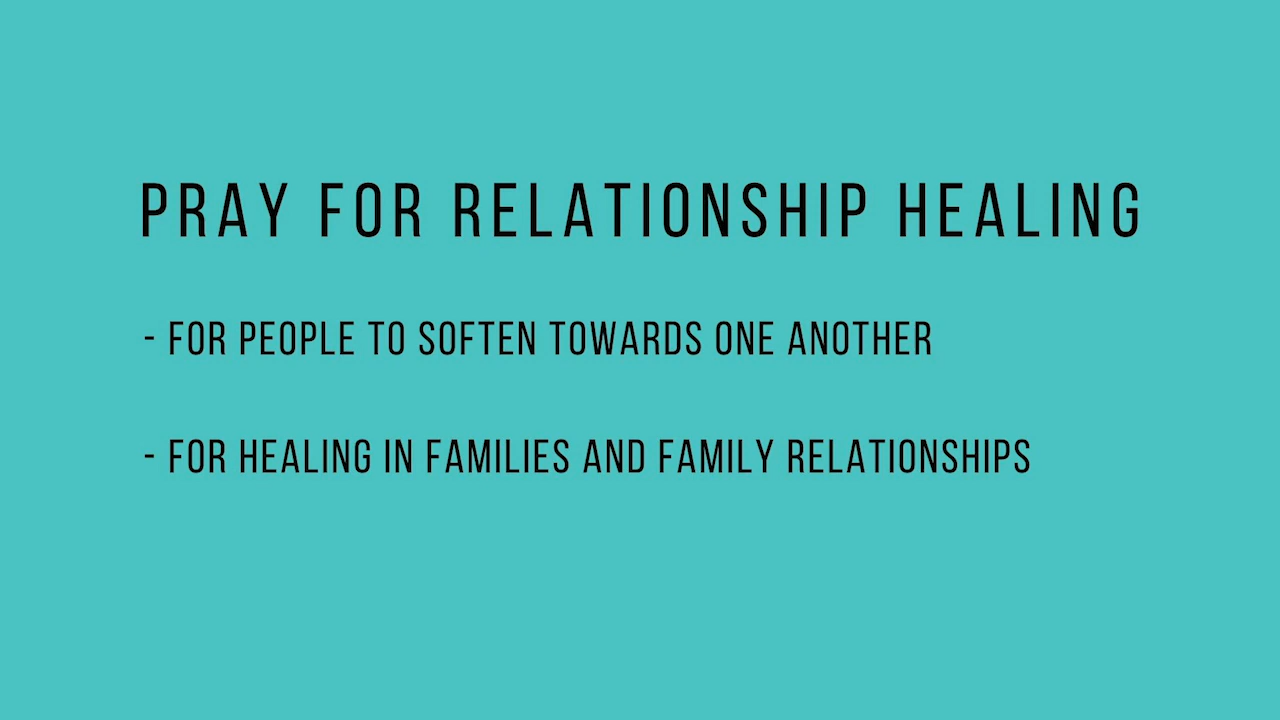 PRAY FOR RELATIONSHIP HEALING
- FOR PEOPLE TO SOFTEN TOWARDS ONE ANOTHER
- FOR HEALING IN FAMILIES AND FAMILY RELATIONSHIPS